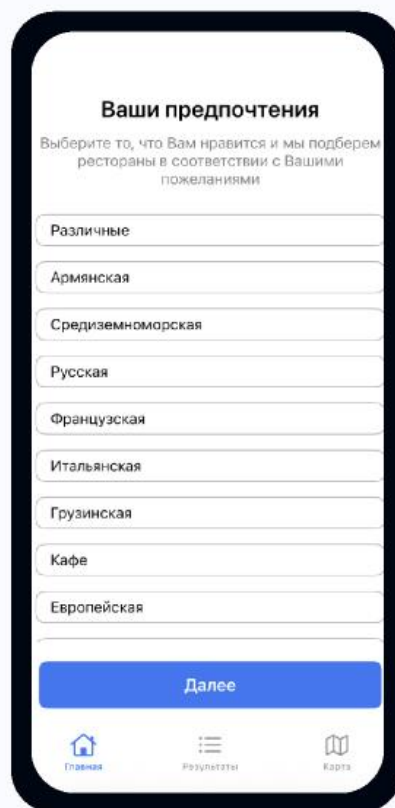 Ваши предпочтения
Выберите то, что Вам нравится и мы подберем
рестораны в соответствии с Вашими
пожеланиями
Различные
Армянская
Средиземноморская
Русская
Французская
Итальянская
Грузинская
Кафе
Европейская
Далее
Главная Результаты Карта